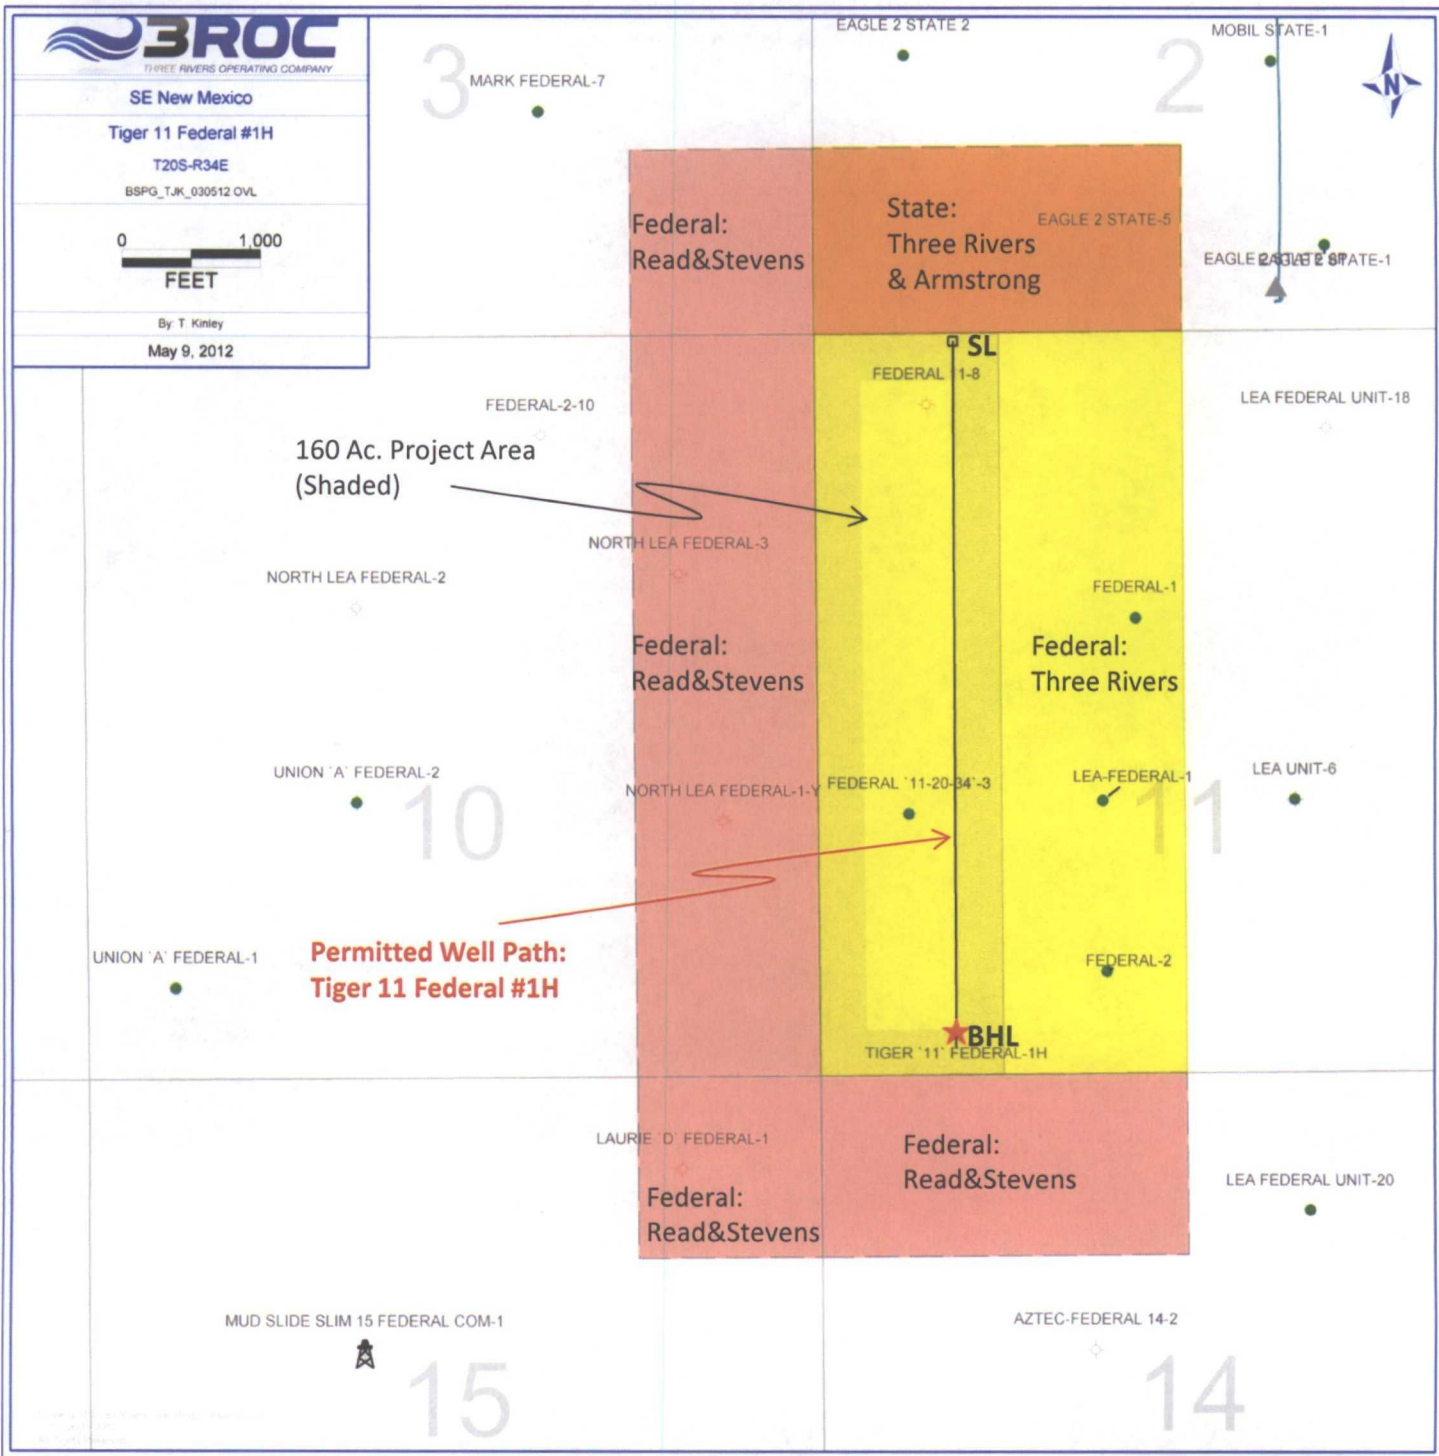 3ROC
THREE RIVERS OPERATING COMPANY
SE New Mexico
Tiger 11 Federal #1H
T20S-R34E
BSPG_TJK_030512 OVL
0 1,000
FEET
By: T. Kinley
May 9, 2012
3
2
N
MARK FEDERAL-7
EAGLE 2 STATE 2
MOBIL STATE-1
Federal:
Read&Stevens
State:
Three Rivers
& Armstrong
EAGLE 2 STATE-5
EAGLE 2 STATE-1
SL
FEDERAL 11-8
FEDERAL-2-10
LEA FEDERAL UNIT-18
160 Ac. Project Area
(Shaded)
NORTH LEA FEDERAL-3
NORTH LEA FEDERAL-2
FEDERAL-1
Federal:
Read&Stevens
Federal:
Three Rivers
UNION `A` FEDERAL-2
10
NORTH LEA FEDERAL-1-Y
FEDERAL `11-20-34`-3
LEA-FEDERAL-1
11
LEA UNIT-6
UNION `A` FEDERAL-1
Permitted Well Path:
Tiger 11 Federal #1H
FEDERAL-2
BHL
TIGER `11` FEDERAL-1H
LAURIE `D` FEDERAL-1
Federal:
Read&Stevens
Federal:
Read&Stevens
LEA FEDERAL UNIT-20
MUD SLIDE SLIM 15 FEDERAL COM-1
15
AZTEC-FEDERAL 14-2
14